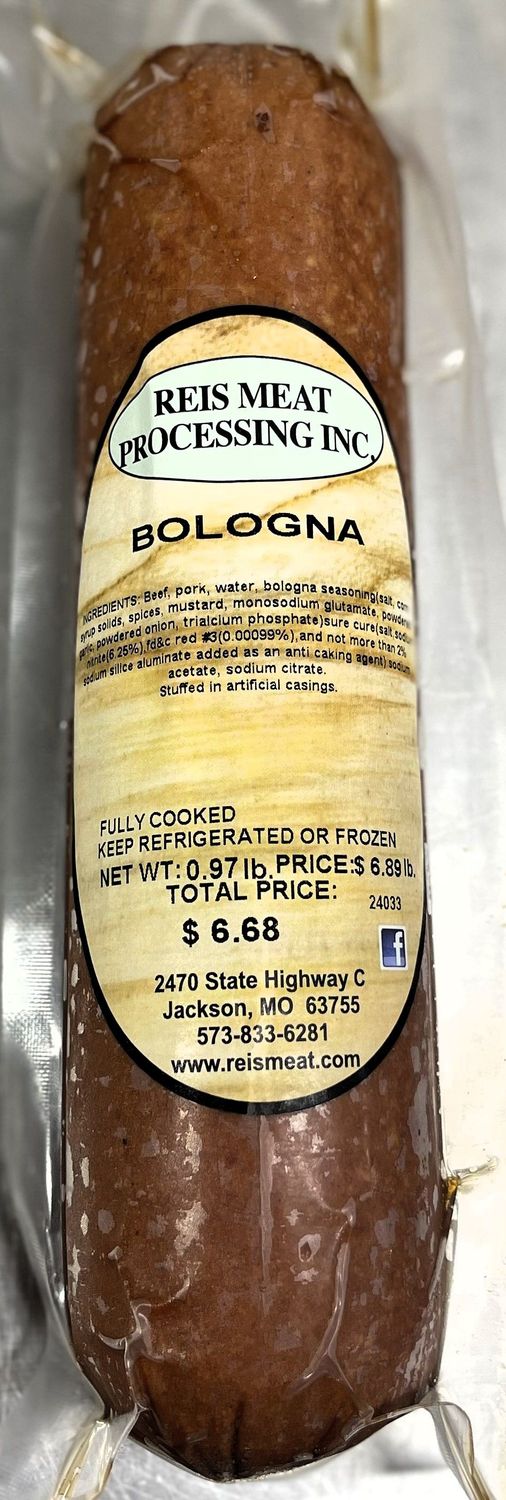 REIS MEAT
PROCESSING INC.
BOLOGNA
INGREDIENTS: Beef, pork, water, bologna seasoning(salt, corn
syrup solids, spices, mustard, monosodium glutamate, powdered
garlic, powdered onion, trialcium phosphate)sure cure(salt,sodium
nitrite(6.25%),fd&c red #3(0.00099%),and not more than 2%
sodium silice aluminate added as an anti caking agent) sodium
acetate, sodium citrate.
Stuffed in artificial casings.
FULLY COOKED
KEEP REFRIGERATED OR FROZEN
NET WT: 0.97 lb. PRICE:$ 6.89 lb.
TOTAL PRICE:
24033
$ 6.68
f
2470 State Highway C
Jackson, MO 63755
573-833-6281
www.reismeat.com